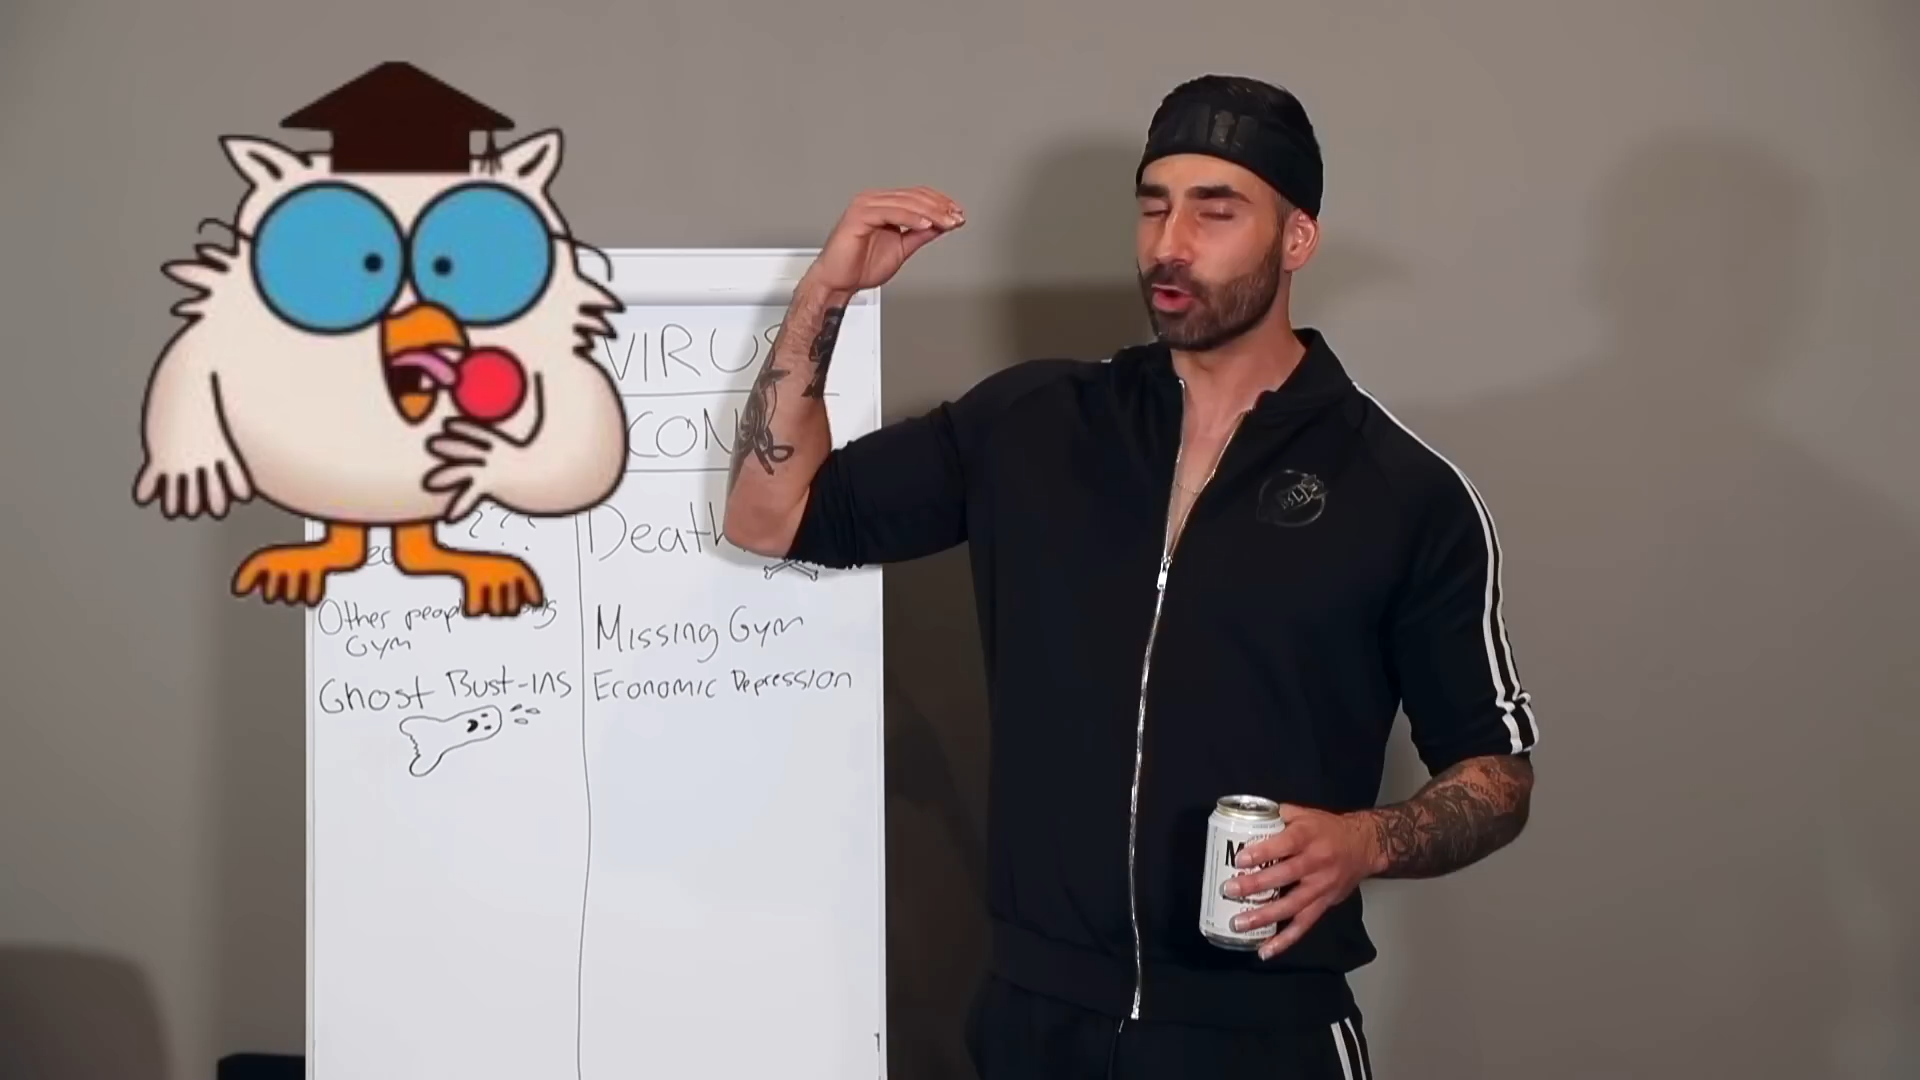 VIRUS
CON
???
Death
Other people
Gym
Missing Gym
Ghost Bust-ins
Economic Depression